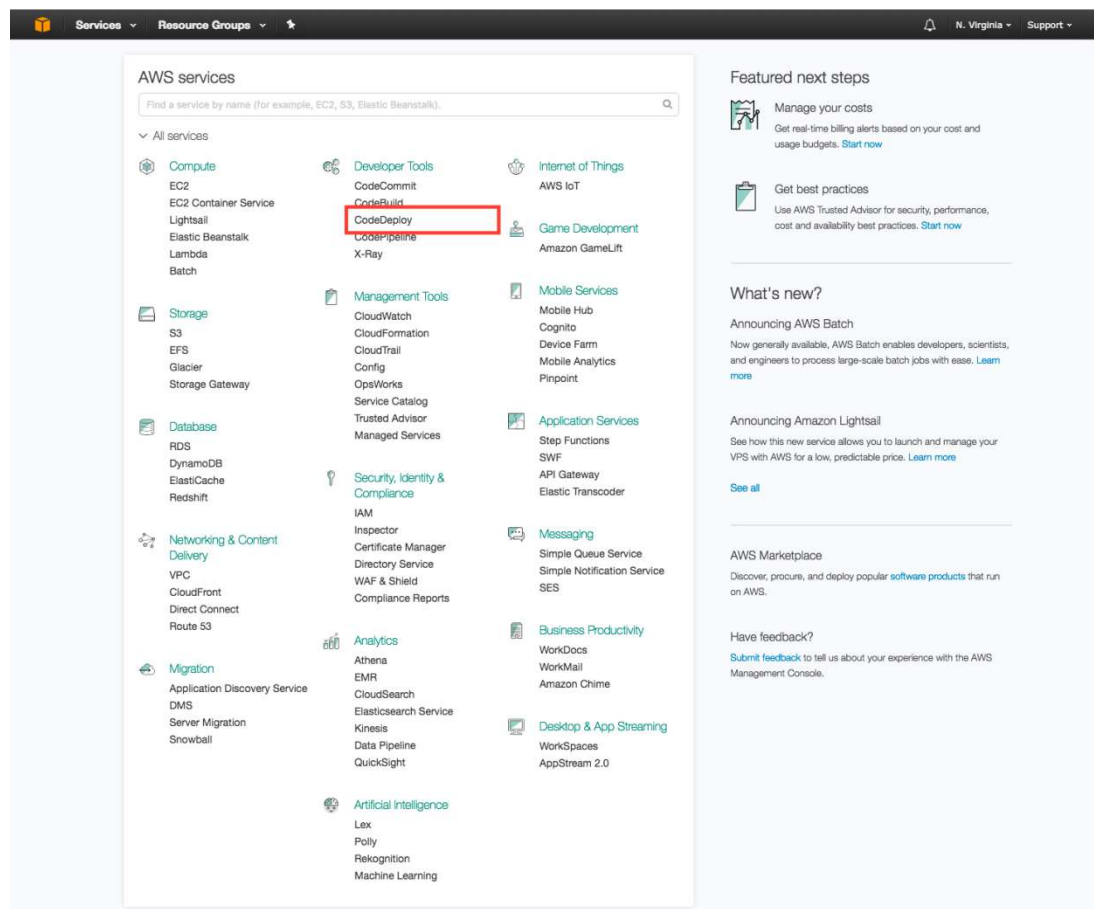 Services
Resource Groups
N. Virginia
Support
AWS services
Find a service by name (for example, EC2, S3, Elastic Beanstalk).
All services
Compute
EC2
EC2 Container Service
Lightsail
Elastic Beanstalk
Lambda
Batch
Storage
S3
EFS
Glacier
Storage Gateway
Database
RDS
DynamoDB
ElastiCache
Redshift
Networking & Content
Delivery
VPC
CloudFront
Direct Connect
Route 53
Migration
Application Discovery Service
DMS
Server Migration
Snowball
Developer Tools
CodeCommit
CodeBuild
CodeDeploy
CodePipeline
X-Ray
Management Tools
CloudWatch
CloudFormation
CloudTrail
Config
OpsWorks
Service Catalog
Trusted Advisor
Managed Services
Security, Identity &
Compliance
IAM
Inspector
Certificate Manager
Directory Service
WAF & Shield
Compliance Reports
Analytics
Athena
EMR
CloudSearch
Elasticsearch Service
Kinesis
Data Pipeline
QuickSight
Artificial Intelligence
Lex
Polly
Rekognition
Machine Learning
Internet of Things
AWS IoT
Game Development
Amazon GameLift
Mobile Services
Mobile Hub
Cognito
Device Farm
Mobile Analytics
Pinpoint
Application Services
Step Functions
SWF
API Gateway
Elastic Transcoder
Messaging
Simple Queue Service
Simple Notification Service
SES
Business Productivity
WorkDocs
WorkMail
Amazon Chime
Desktop & App Streaming
WorkSpaces
AppStream 2.0
Featured next steps
Manage your costs
Get real-time billing alerts based on your cost and
usage budgets. Start now
Get best practices
Use AWS Trusted Advisor for security, performance,
cost and availability best practices. Start now
What's new?
Announcing AWS Batch
Now generally available, AWS Batch enables developers, scientists,
and engineers to process large-scale batch jobs with ease. Learn
more
Announcing Amazon Lightsail
See how this new service allows you to launch and manage your
VPS with AWS for a low, predictable price. Learn more
See all
AWS Marketplace
Discover, procure, and deploy popular software products that run
on AWS.
Have feedback?
Submit feedback to tell us about your experience with the AWS
Management Console.